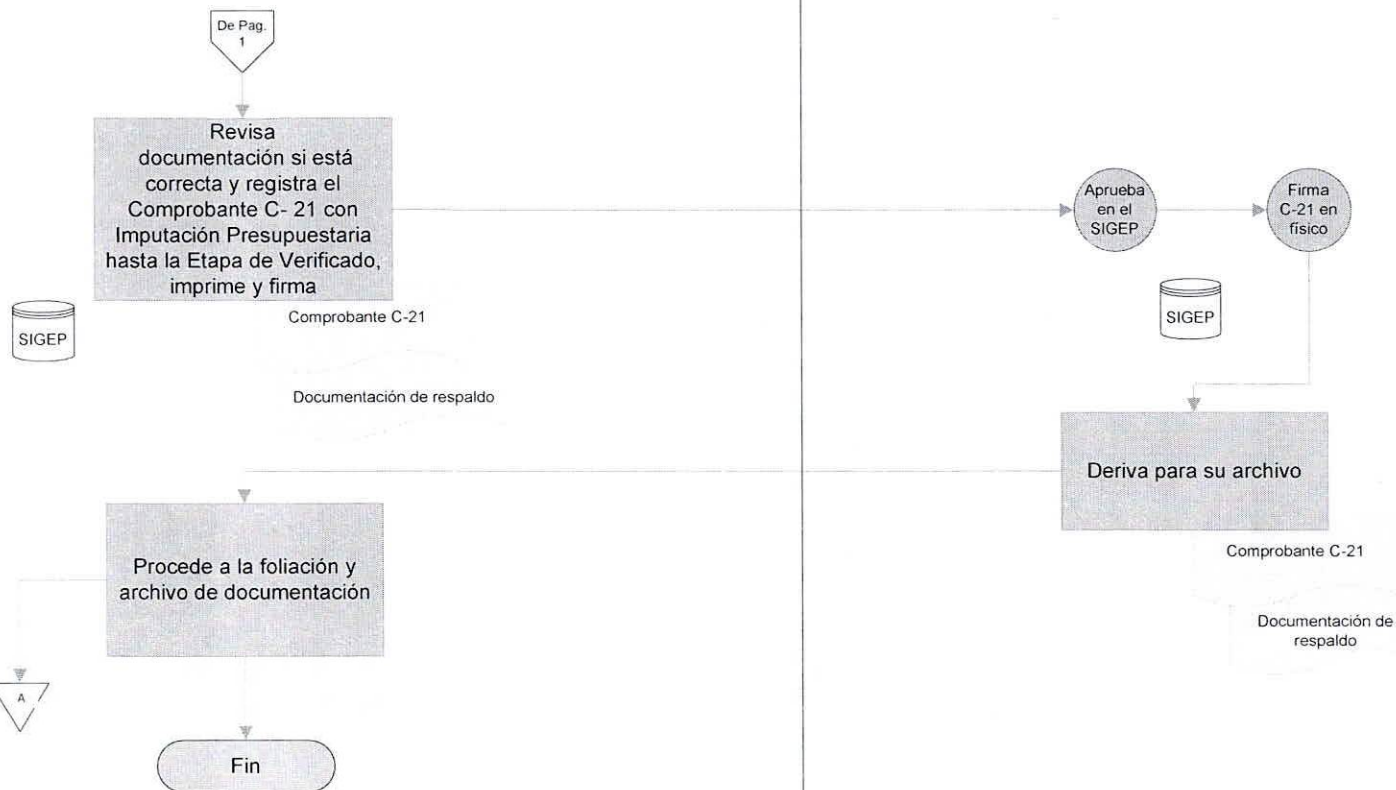 De Pag.
1
Revisa
documentación si está
correcta y registra el
Comprobante C- 21 con
Imputación Presupuestaria
hasta la Etapa de Verificado,
imprime y firma
SIGEP
Comprobante C-21
Documentación de respaldo
Aprueba
en el
SIGEP
Firma
C-21 en
físico
SIGEP
Deriva para su archivo
Comprobante C-21
Documentación de
respaldo
Procede a la foliación y
archivo de documentación
A
Fin